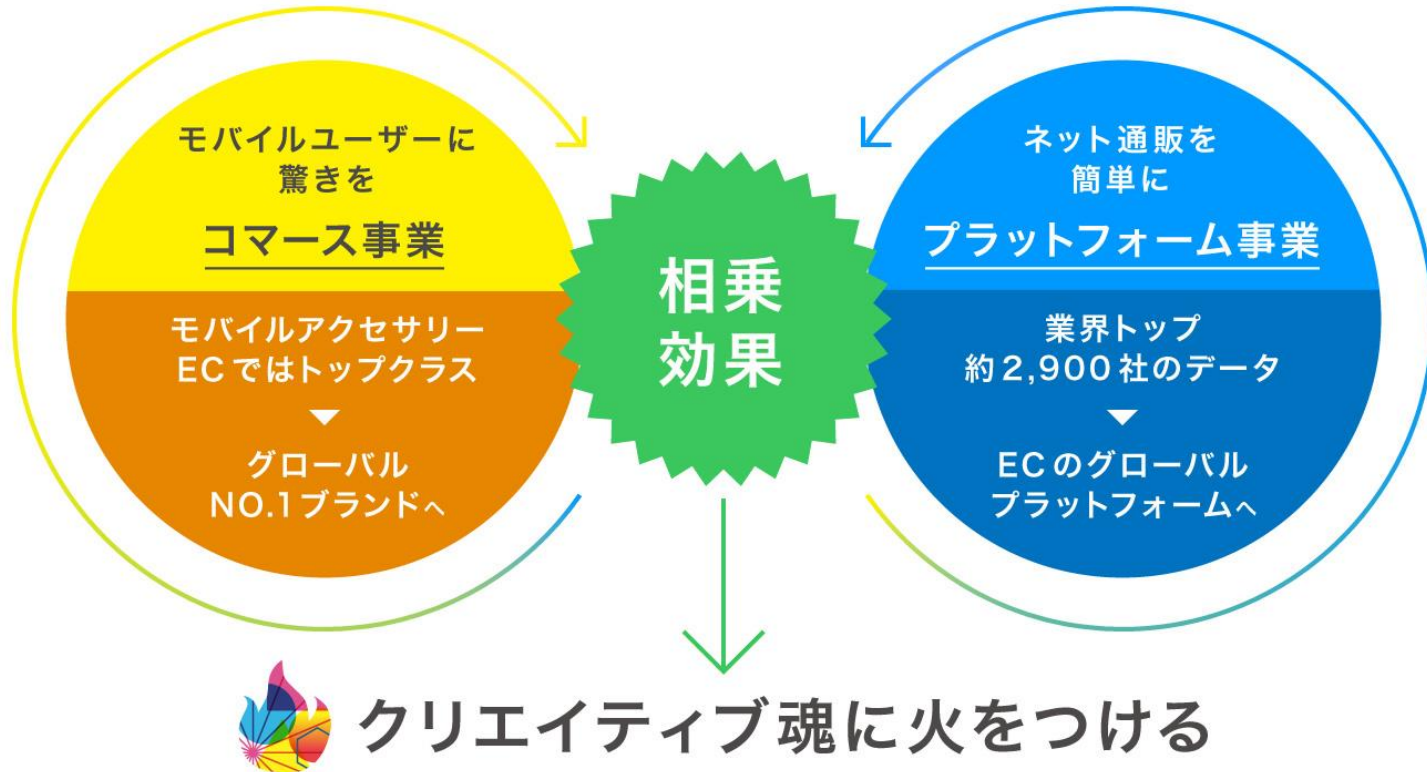 モバイルユーザーに
驚きを
コマース事業
モバイルアクセサリー
ECではトップクラス
グローバル
NO.1ブランドへ
相乗
効果
ネット通販を
簡単に
プラットフォーム事業
業界トップ
約2,900社のデータ
ECのグローバル
プラットフォームへ
クリエイティブ魂に火をつける